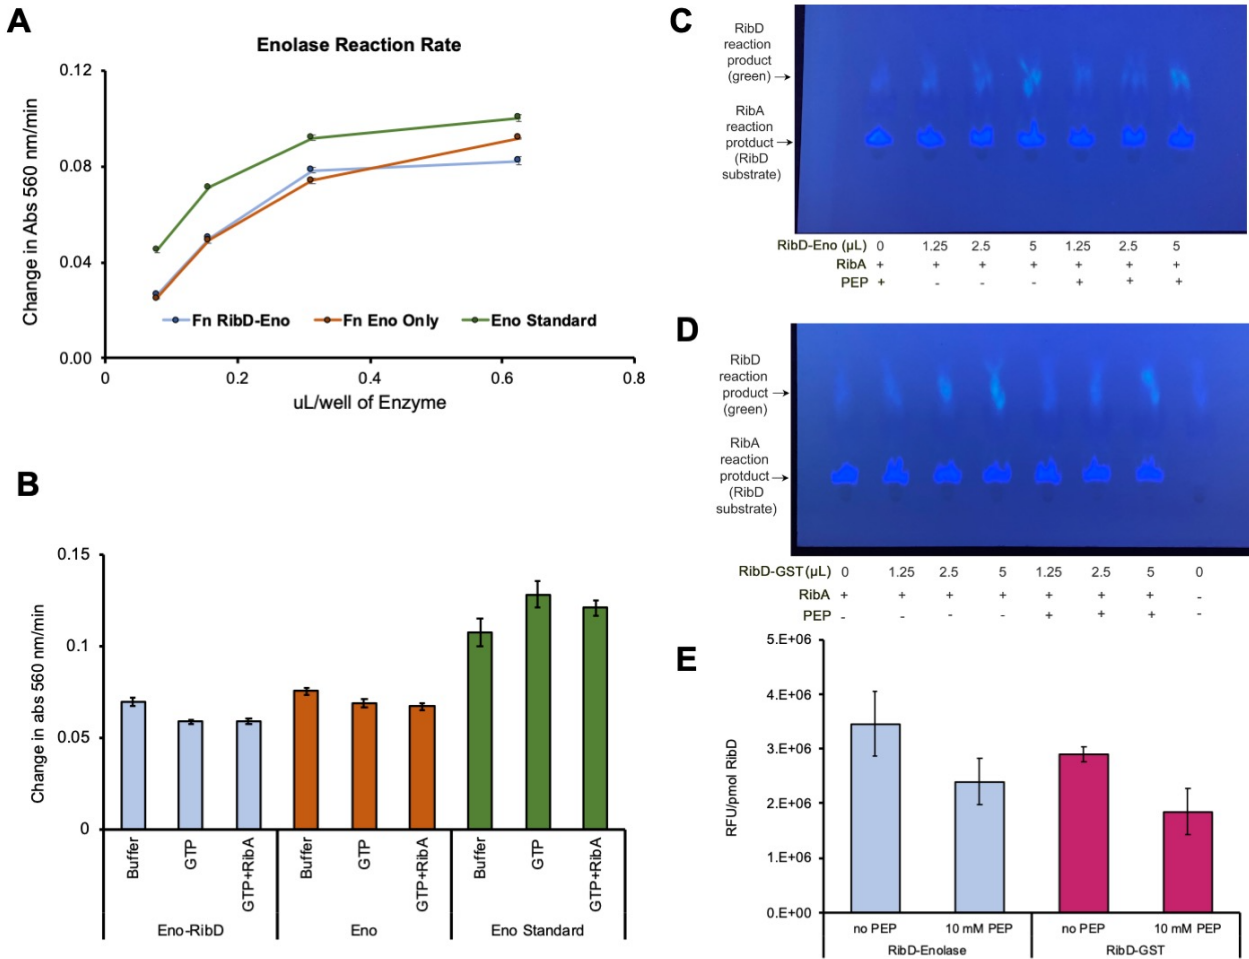 A
Enolase Reaction Rate
0.12
0.08
0.04
0.00
Change in Abs 560 nm/min
Fn RibD-Eno Fn Eno Only Eno Standard
0 0.2 0.4 0.6 0.8
uL/well of Enzyme
B
0.15
0.1
0.05
0
Change in abs 560 nm/min
Buffer GTP GTP+RibA Buffer GTP GTP+RibA Buffer GTP GTP+RibA
Eno-RibD Eno Eno Standard
C
RibD
reaction
product
(green)
RibA
reaction
protduct
(RibD
substrate)
RibD-Eno (µL) 0 1.25 2.5 5 1.25 2.5 5
RibA + + + + + + +
PEP + - - - + + +
D
RibD
reaction
product
(green)
RibA
reaction
protduct
(RibD
substrate)
RibD-GST (µL) 0 1.25 2.5 5 1.25 2.5 5 0
RibA + + + + + + + -
PEP - - - - + + + -
E
5.E+06
4.E+06
3.E+06
2.E+06
1.E+06
0.E+00
RFU/pmol RibD
no PEP 10 mM PEP no PEP 10 mM PEP
RibD-Enolase RibD-GST